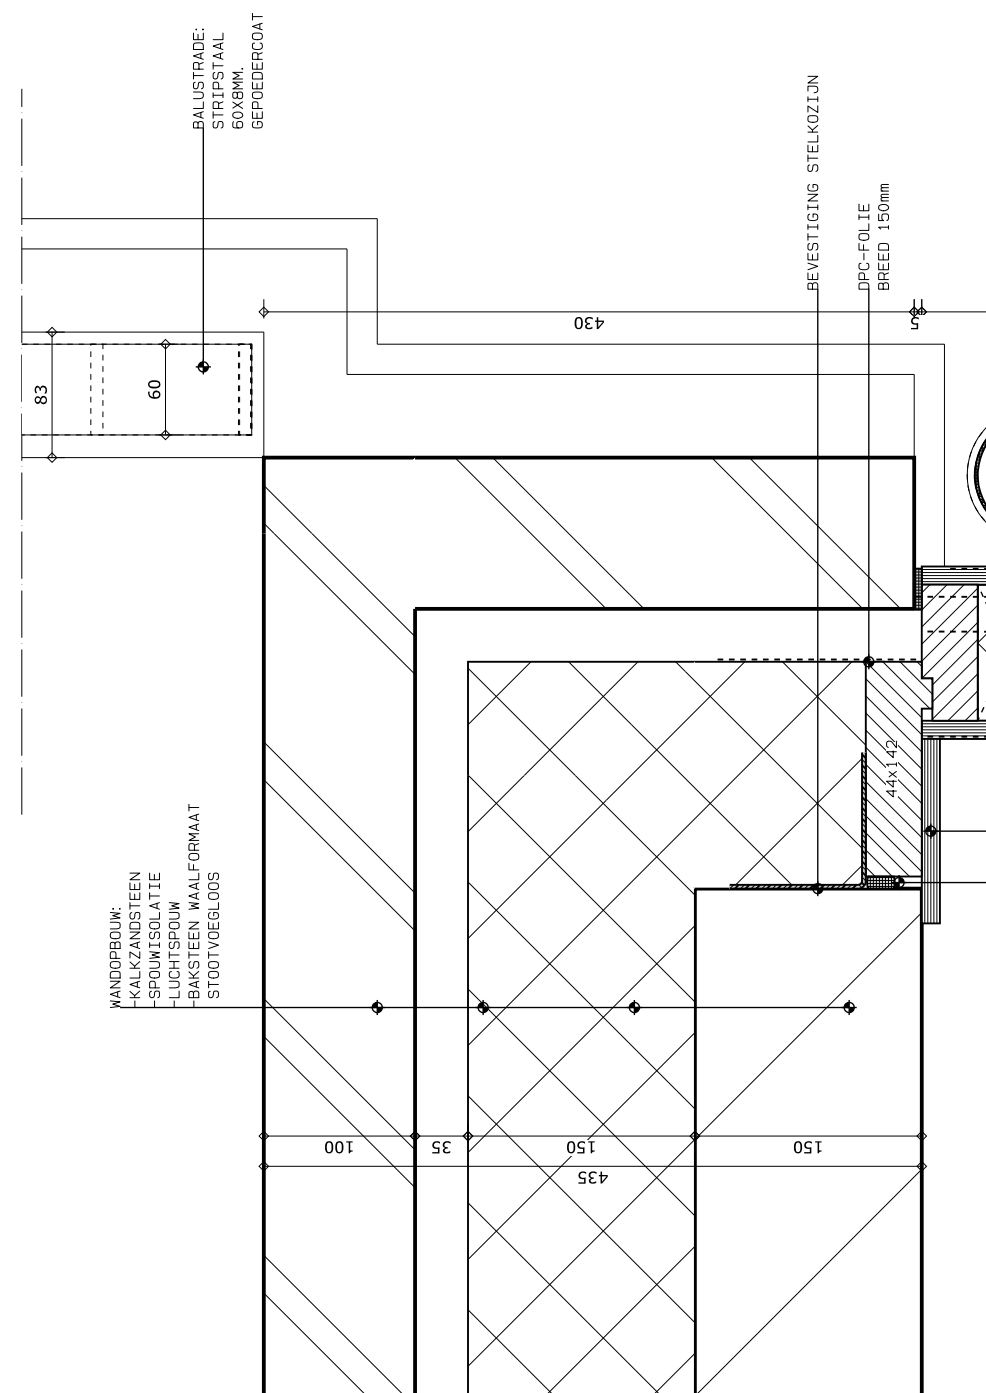 BALUSTRADE:
STRIPSTAAL
60X8MM.
GEPOEDERCOAT
BEVESTIGING STELKOZIJN
DPC-FOLIE
BREED 150mm
430
5
83
60
44x142
WANDOPBOUW:
-KALKZANDSTEEN
-SPOUWISOLATIE
-LUCHTSPOUW
-BAKSTEEN WAALFORMAAT
STOOTVOEGLOOS
100
35
150
150
435